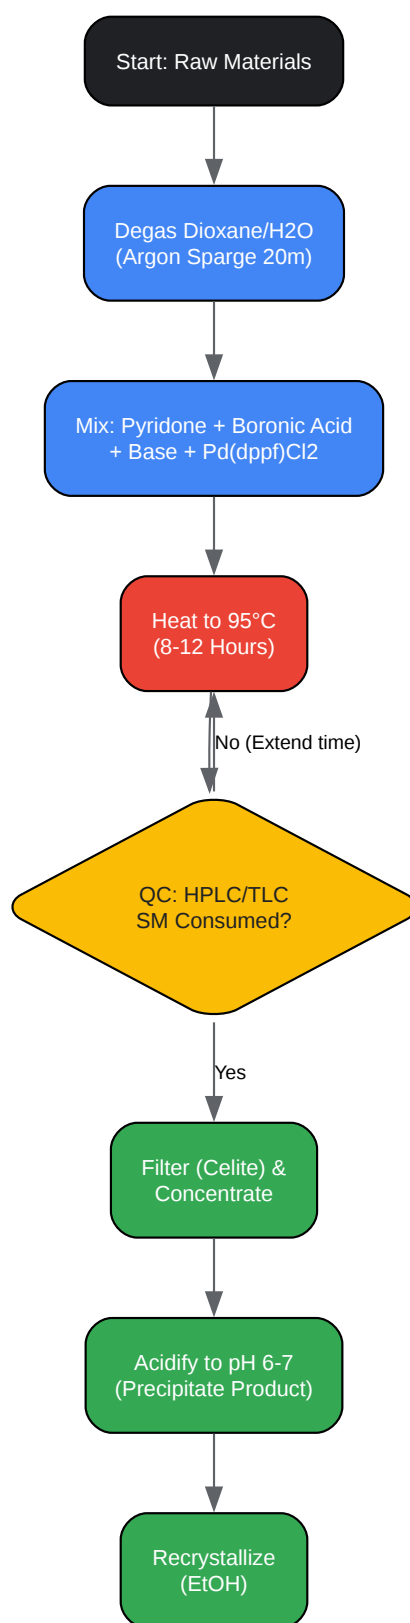 Start: Raw Materials
Degas Dioxane/H2O
(Argon Sparge 20m)
Mix: Pyridone + Boronic Acid
+ Base + Pd(dppf)Cl2
Heat to 95°C
(8-12 Hours)
No (Extend time)
QC: HPLC/TLC
SM Consumed?
Yes
Filter (Celite) &
Concentrate
Acidify to pH 6-7
(Precipitate Product)
Recrystallize
(EtOH)